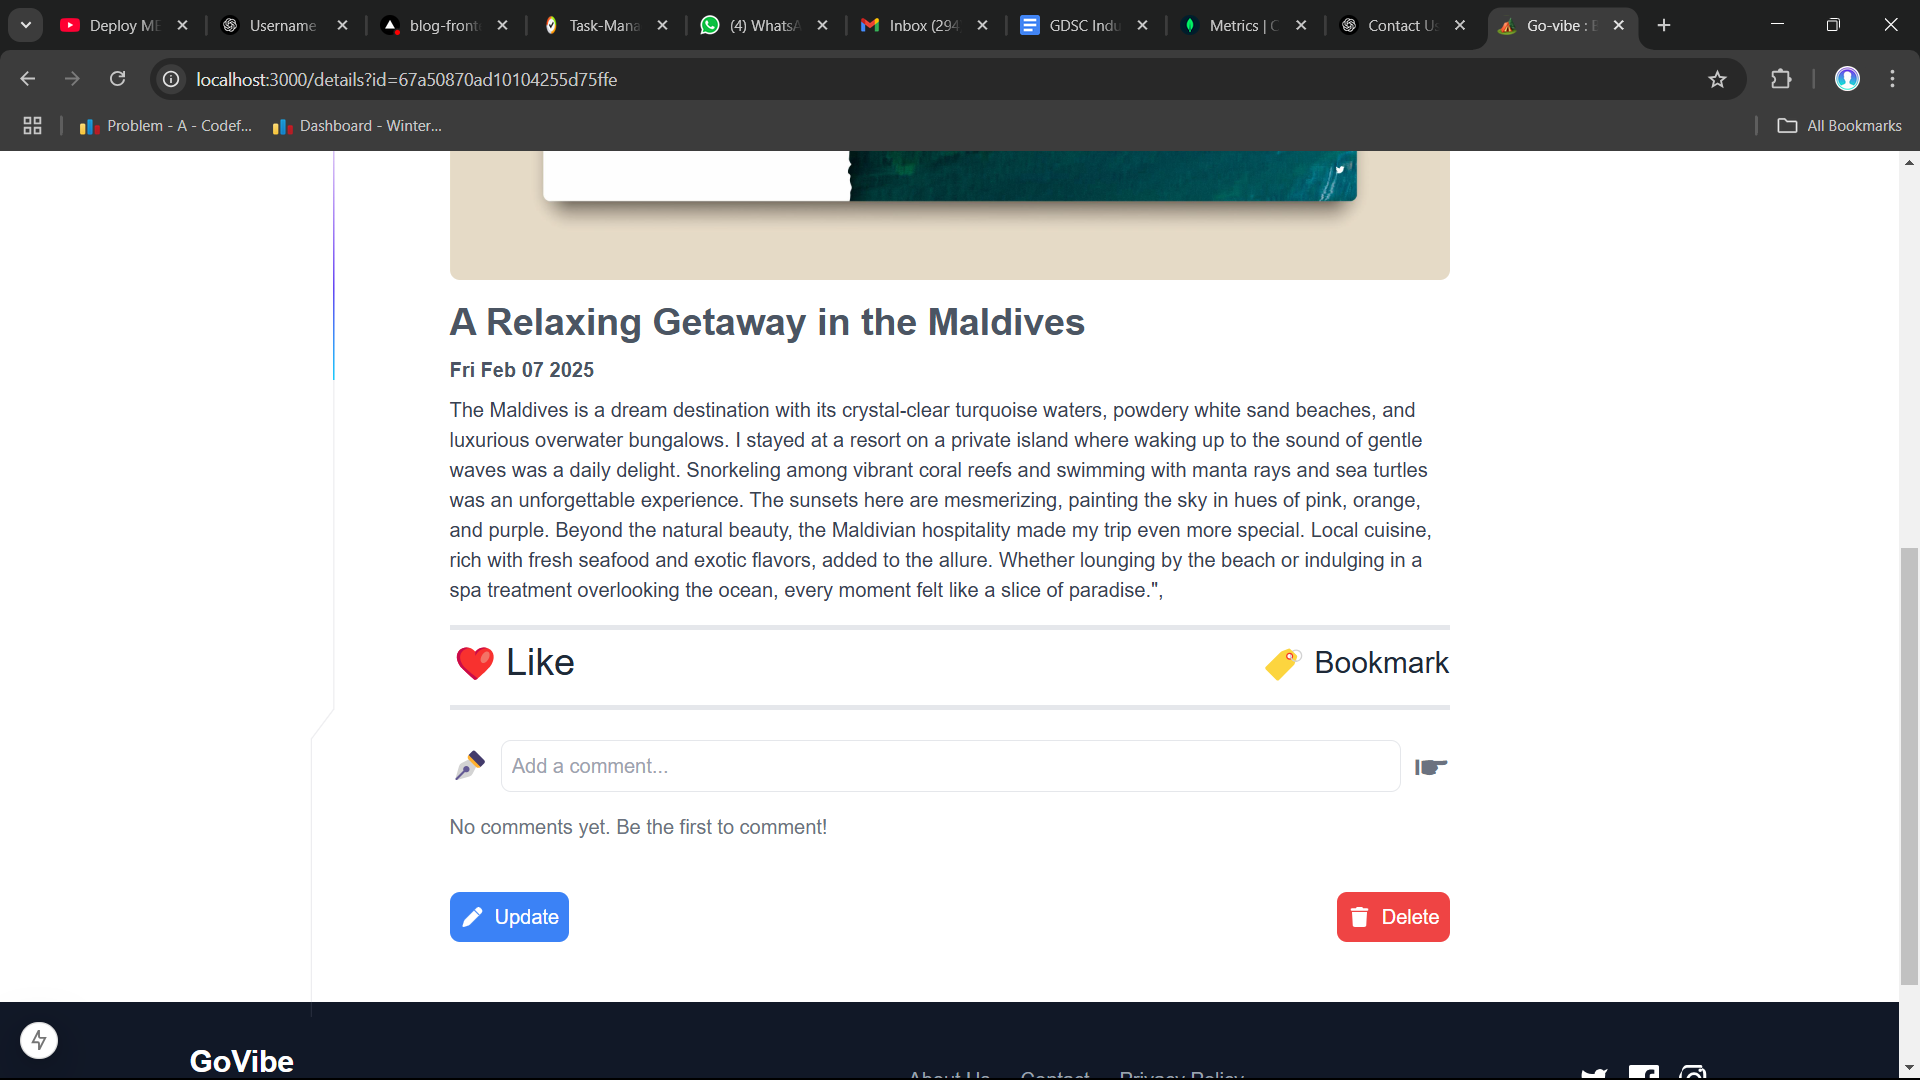 Deploy ME
Username
blog-front
Task-Mana
(4) WhatsA
Inbox (294
GDSC Indu
Metrics | C
Contact Us
Go-vibe : E
localhost:3000/details?id=67a50870ad10104255d75ffe
Problem - A - Codef...
Dashboard - Winter...
All Bookmarks
A Relaxing Getaway in the Maldives
Fri Feb 07 2025
The Maldives is a dream destination with its crystal-clear turquoise waters, powdery white sand beaches, and
luxurious overwater bungalows. I stayed at a resort on a private island where waking up to the sound of gentle
waves was a daily delight. Snorkeling among vibrant coral reefs and swimming with manta rays and sea turtles
was an unforgettable experience. The sunsets here are mesmerizing, painting the sky in hues of pink, orange,
and purple. Beyond the natural beauty, the Maldivian hospitality made my trip even more special. Local cuisine,
rich with fresh seafood and exotic flavors, added to the allure. Whether lounging by the beach or indulging in a
spa treatment overlooking the ocean, every moment felt like a slice of paradise.",
Like
Bookmark
Add a comment...
No comments yet. Be the first to comment!
Update
Delete
GoVibe
About Us
Contact
Privacy Policy